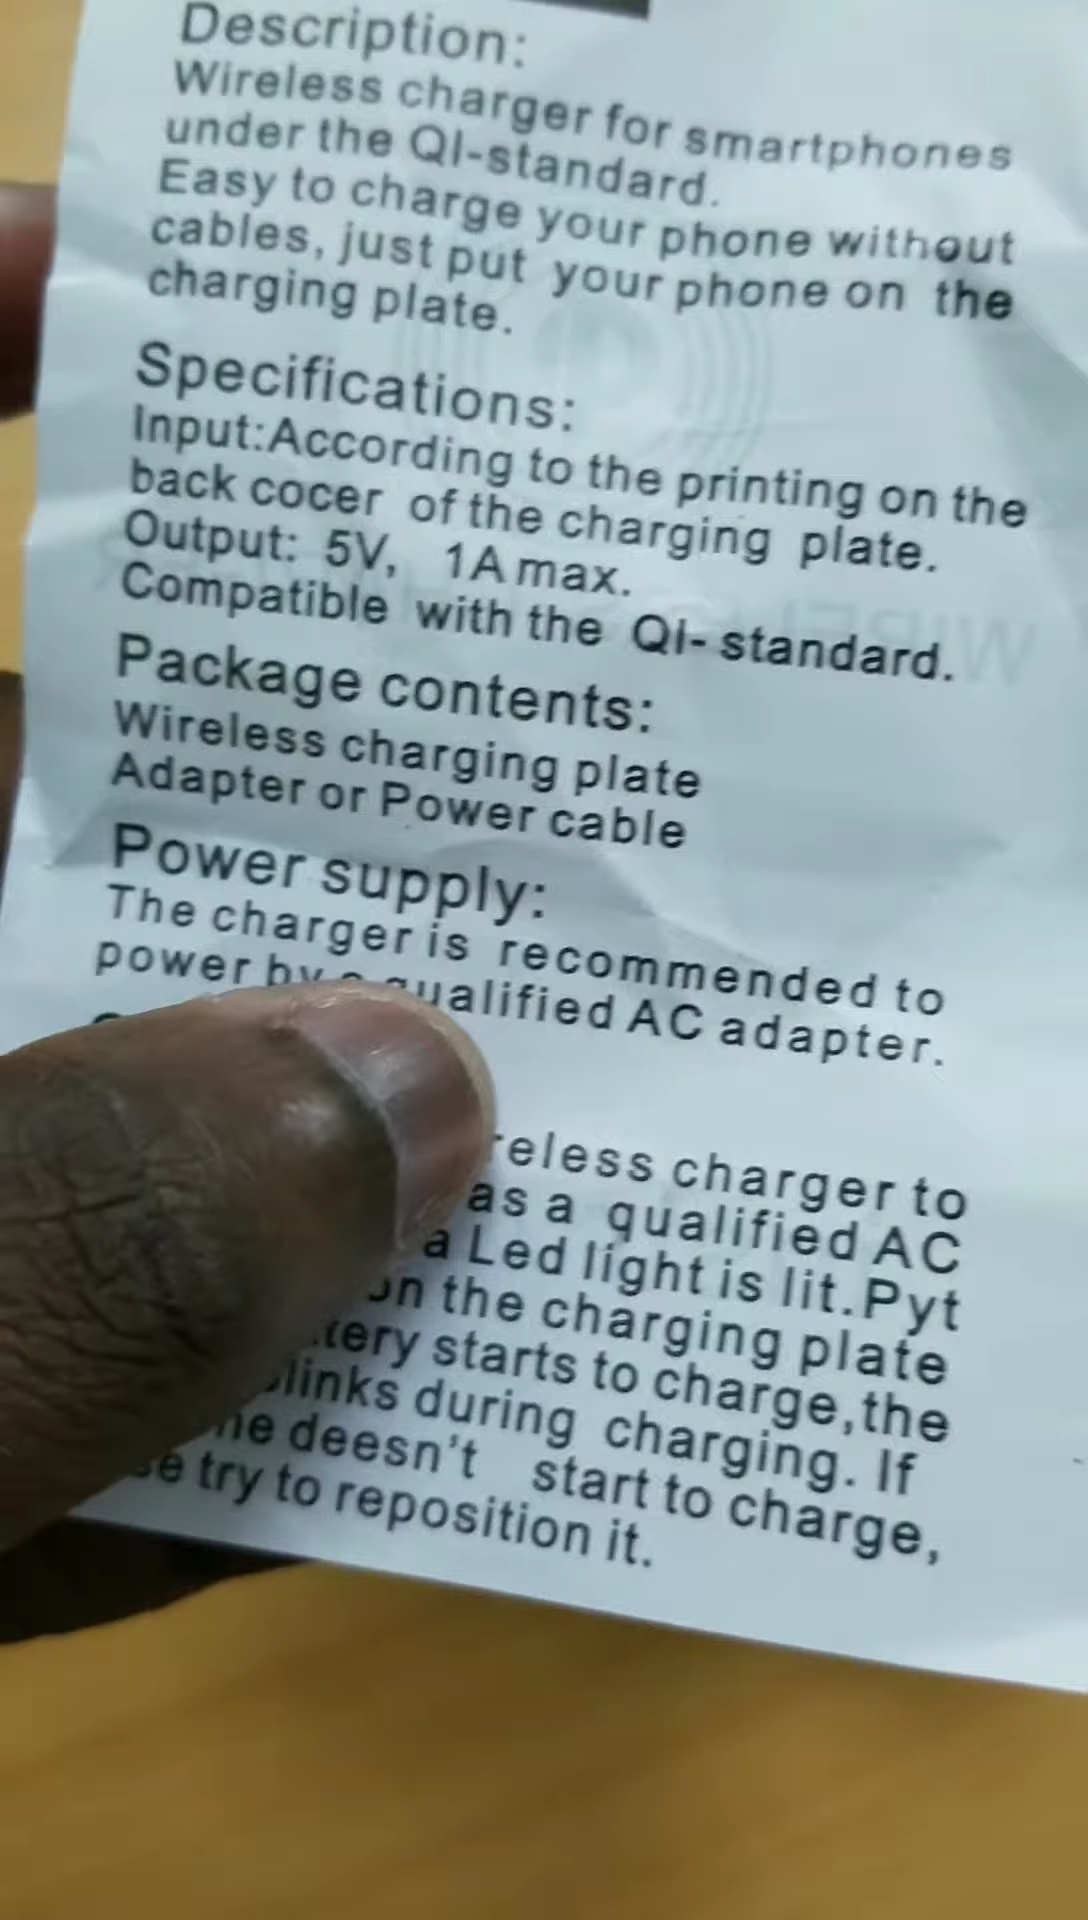 Description:
Wireless charger for smartphones
under the QI-standard.
Easy to charge your phone without
cables, just put your phone on the
charging plate.
Specifications:
Input:According to the printing on the
back cocer of the charging plate.
Output: 5V, 1A max.
Compatible with the QI-standard.
Package contents:
Wireless charging plate
Adapter or Power cable
Power supply:
The charger is recommended to
power by a qualified AC adapter.
charger to
as a qualified AC
a Led light is lit.Pyt
the charging plate
starts to charge,the
during charging. If
deesn't start to charge,
try to reposition it.